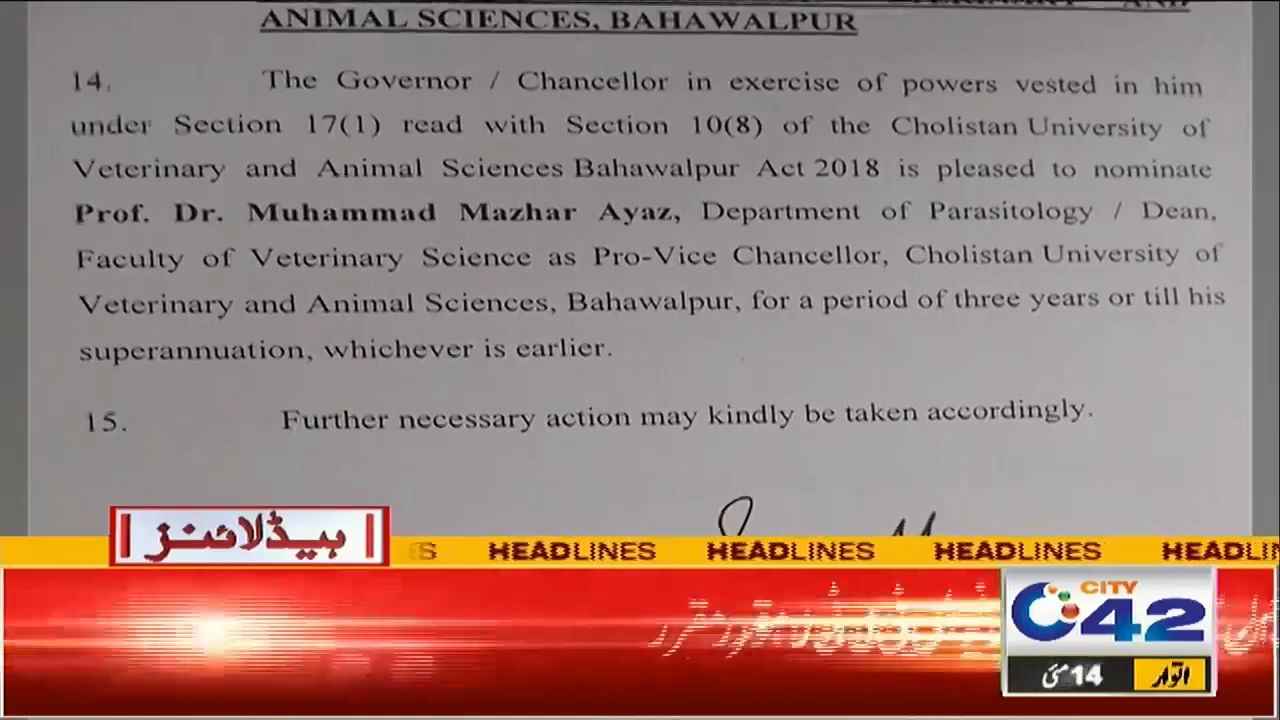 ANIMAL SCIENCES, BAHAWALPUR
14. The Governor / Chancellor in exercise of powers vested in him
under Section 17(1) read with Section 10(8) of the Cholistan University of
Veterinary and Animal Sciences Bahawalpur Act 2018 is pleased to nominate
Prof. Dr. Muhammad Mazhar Ayaz, Department of Parasitology / Dean,
Faculty of Veterinary Science as Pro-Vice Chancellor, Cholistan University of
Veterinary and Animal Sciences, Bahawalpur, for a period of three years or till his
superannuation, whichever is earlier.
15. Further necessary action may kindly be taken accordingly.
ہیڈلائنز
HEADLINES HEADLINES HEADLINES
CITY
42
اتوار 14 مئی